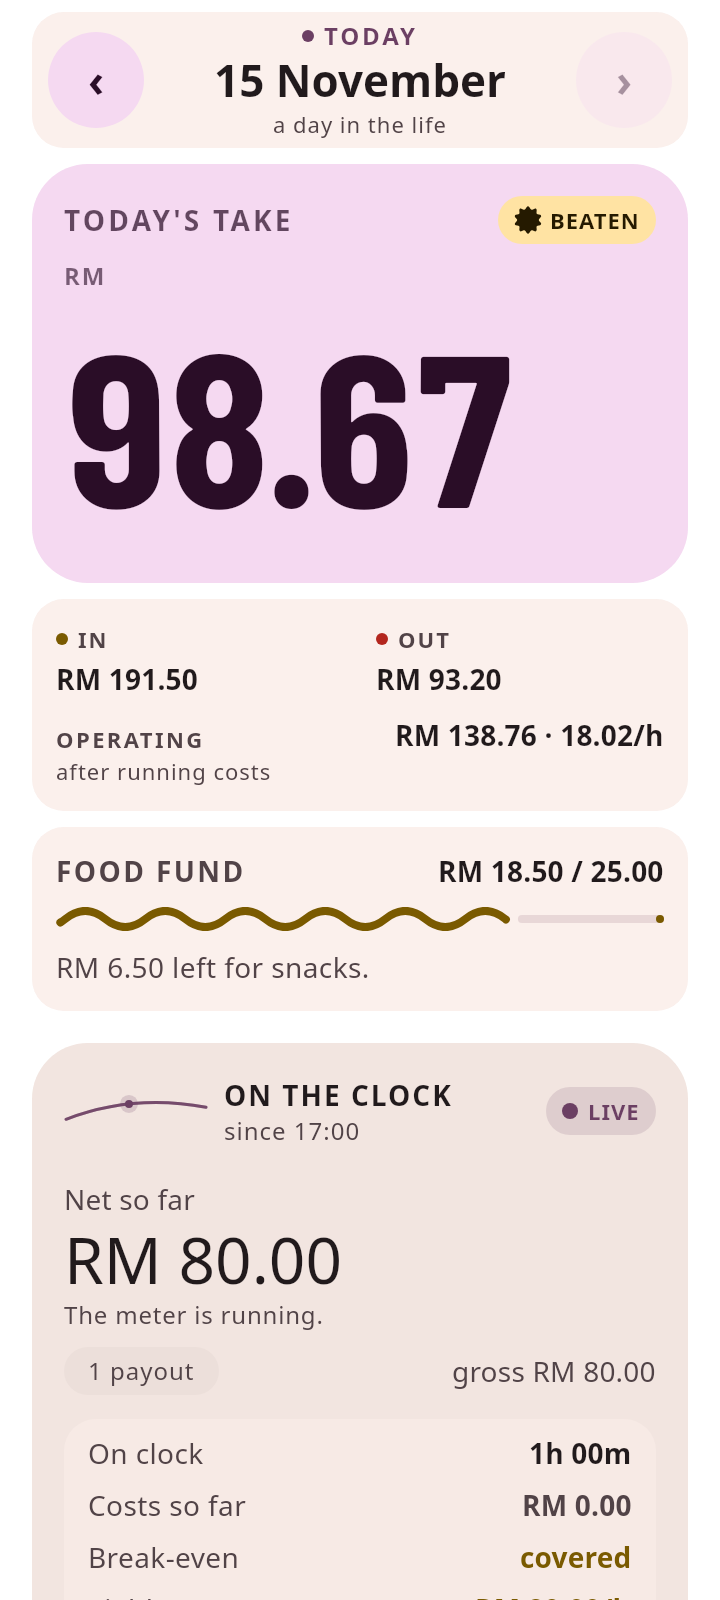 TODAY
15 November
a day in the life
‹
›
TODAY'S TAKE
BEATEN
RM
98.67
IN
OUT
RM 191.50
RM 93.20
OPERATING
RM 138.76 · 18.02/h
after running costs
FOOD FUND
RM 18.50 / 25.00
RM 6.50 left for snacks.
ON THE CLOCK
since 17:00
LIVE
Net so far
RM 80.00
The meter is running.
1 payout
gross RM 80.00
On clock
1h 00m
Costs so far
RM 0.00
Break-even
covered